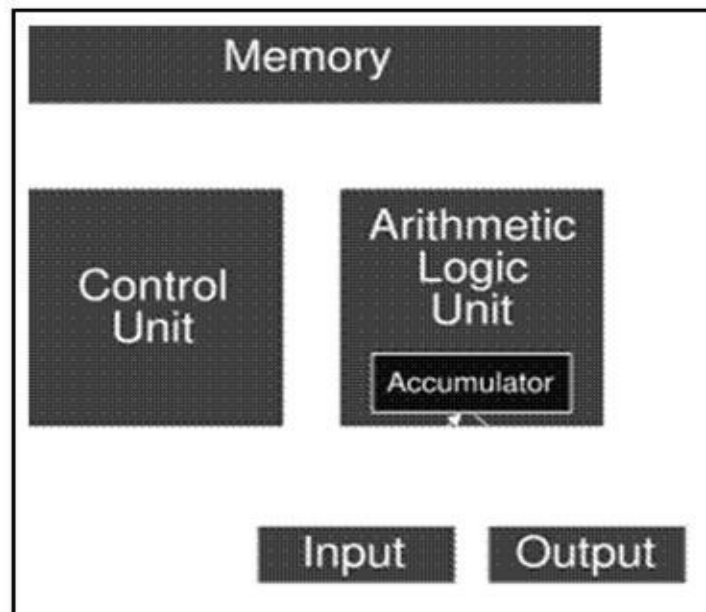 Memory
Control
Unit
Arithmetic
Logic
Unit
Accumulator
Input
Output